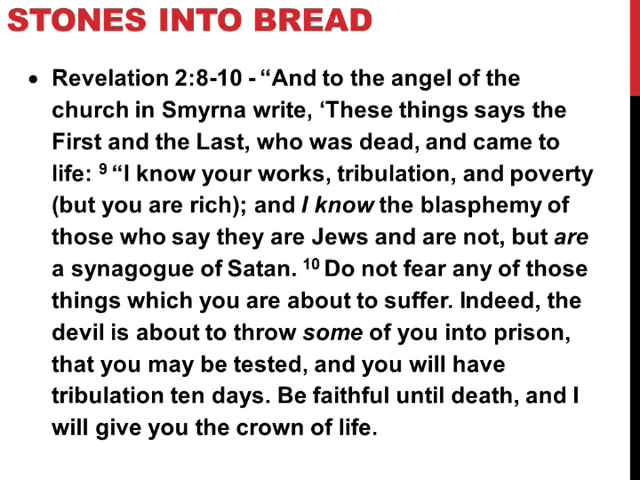 STONES INTO BREAD
• Revelation 2:8-10 - “And to the angel of the
church in Smyrna write, ‘These things says the
First and the Last, who was dead, and came to
life: ⁹ “I know your works, tribulation, and poverty
(but you are rich); and I know the blasphemy of
those who say they are Jews and are not, but are
a synagogue of Satan. ¹⁰ Do not fear any of those
things which you are about to suffer. Indeed, the
devil is about to throw some of you into prison,
that you may be tested, and you will have
tribulation ten days. Be faithful until death, and I
will give you the crown of life.